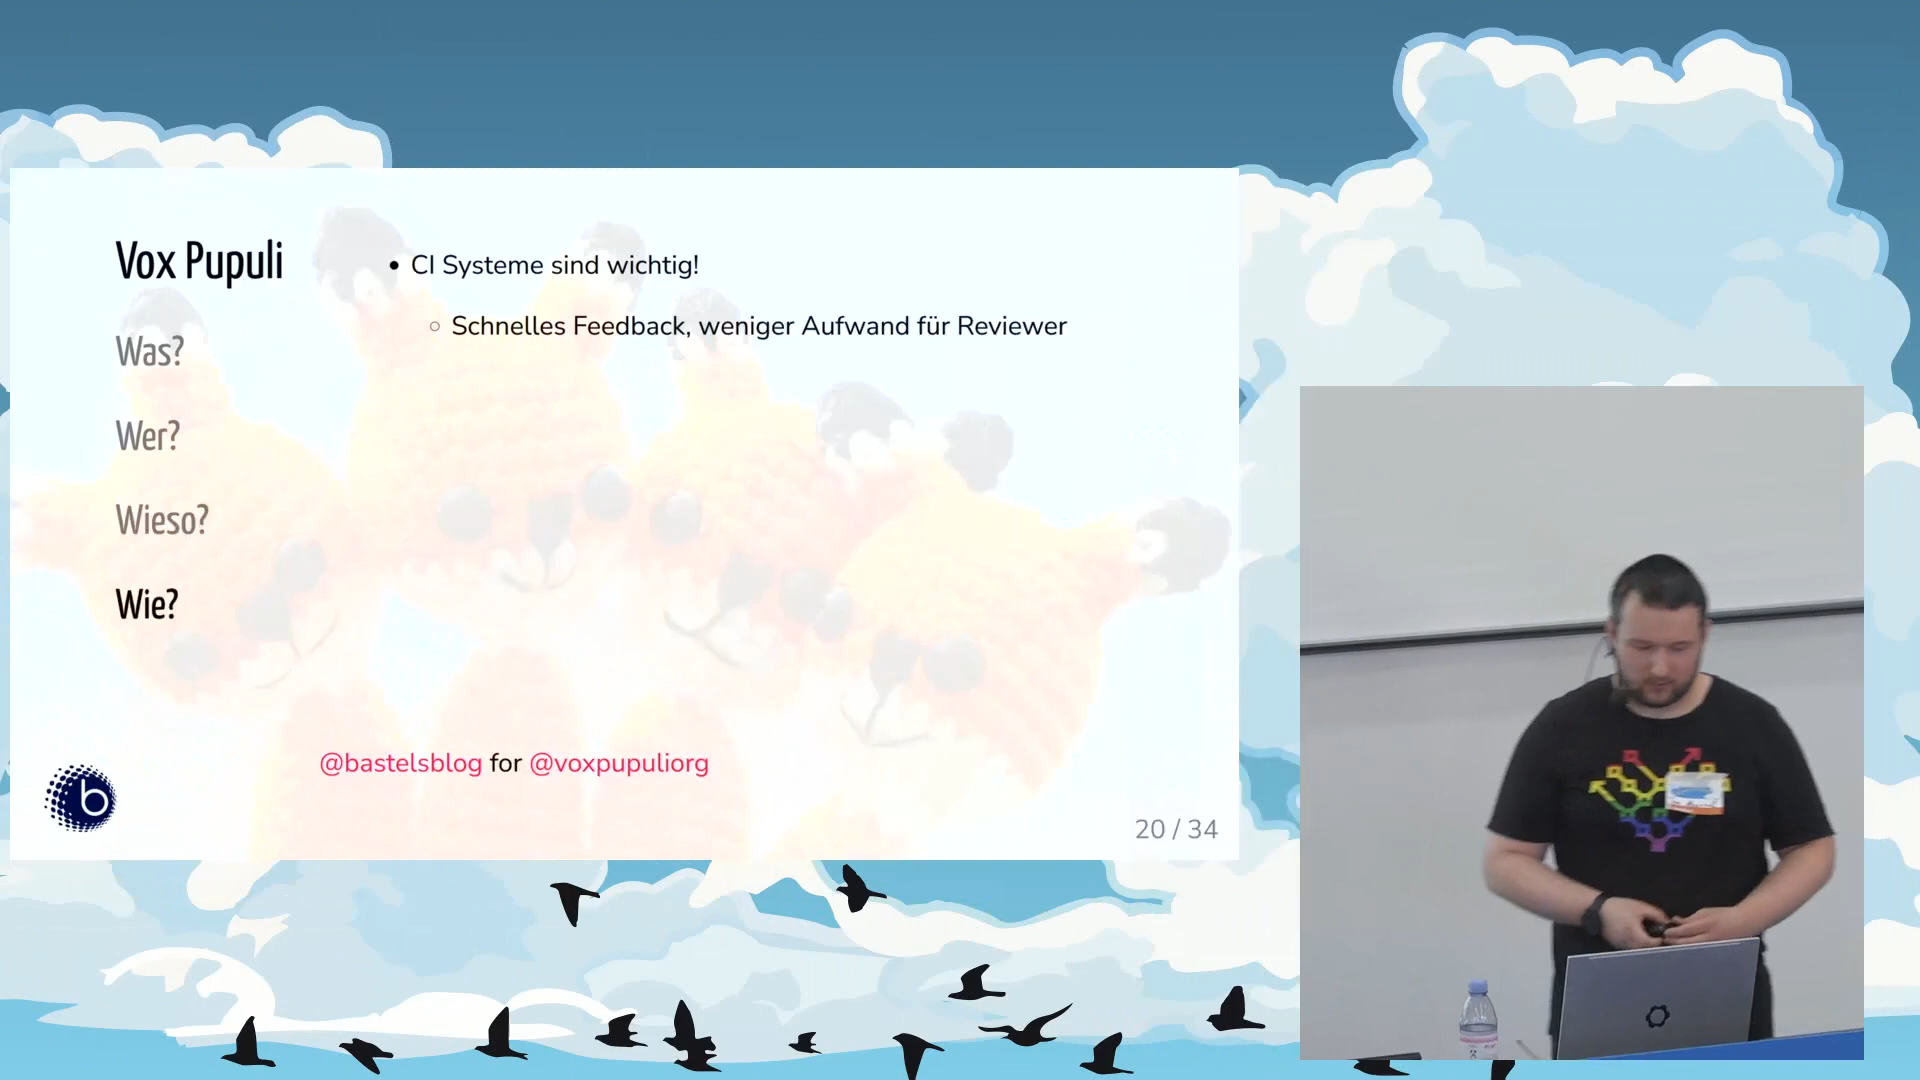 Vox Pupuli
Was?
Wer?
Wieso?
Wie?
CI Systeme sind wichtig!
Schnelles Feedback, weniger Aufwand für Reviewer
@bastelsblog for @voxpupuliorg
b
20 / 34